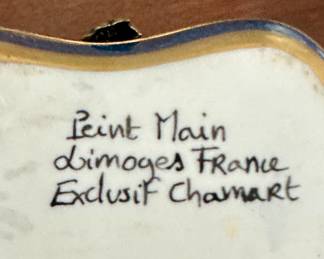 Peint Main
Limoges France
Exclusif Chamart